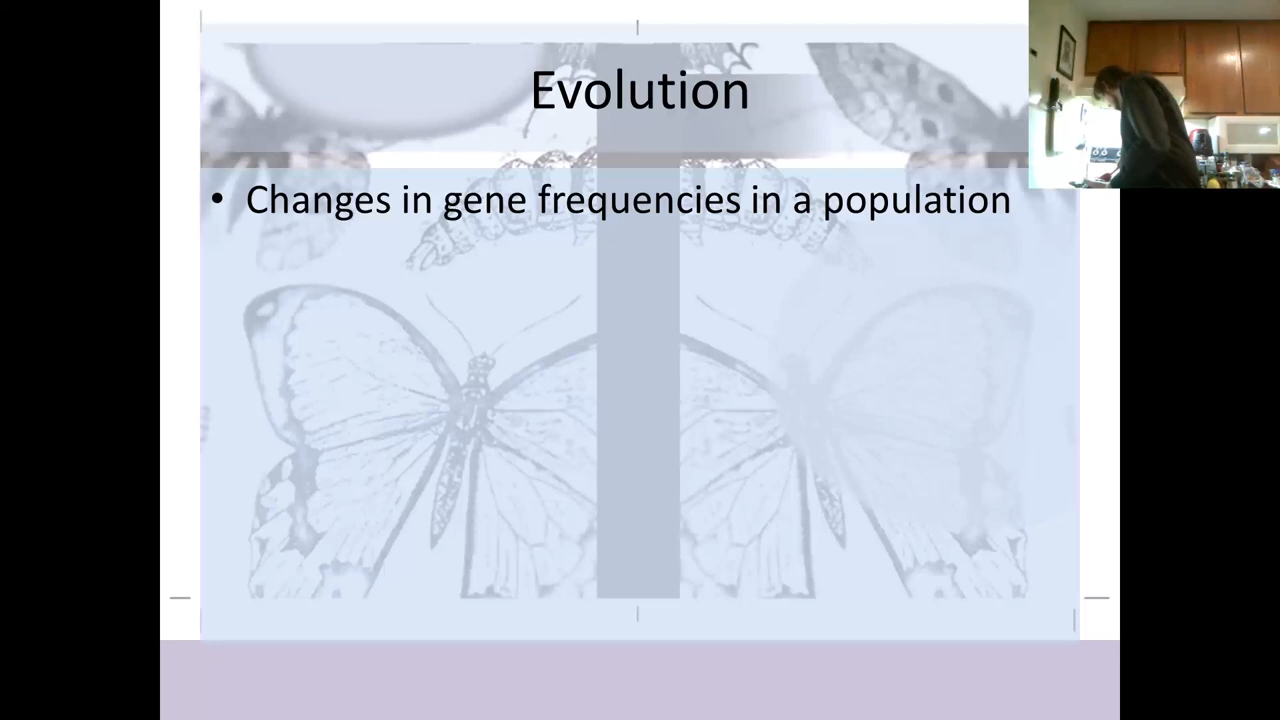 Evolution
• Changes in gene frequencies in a population